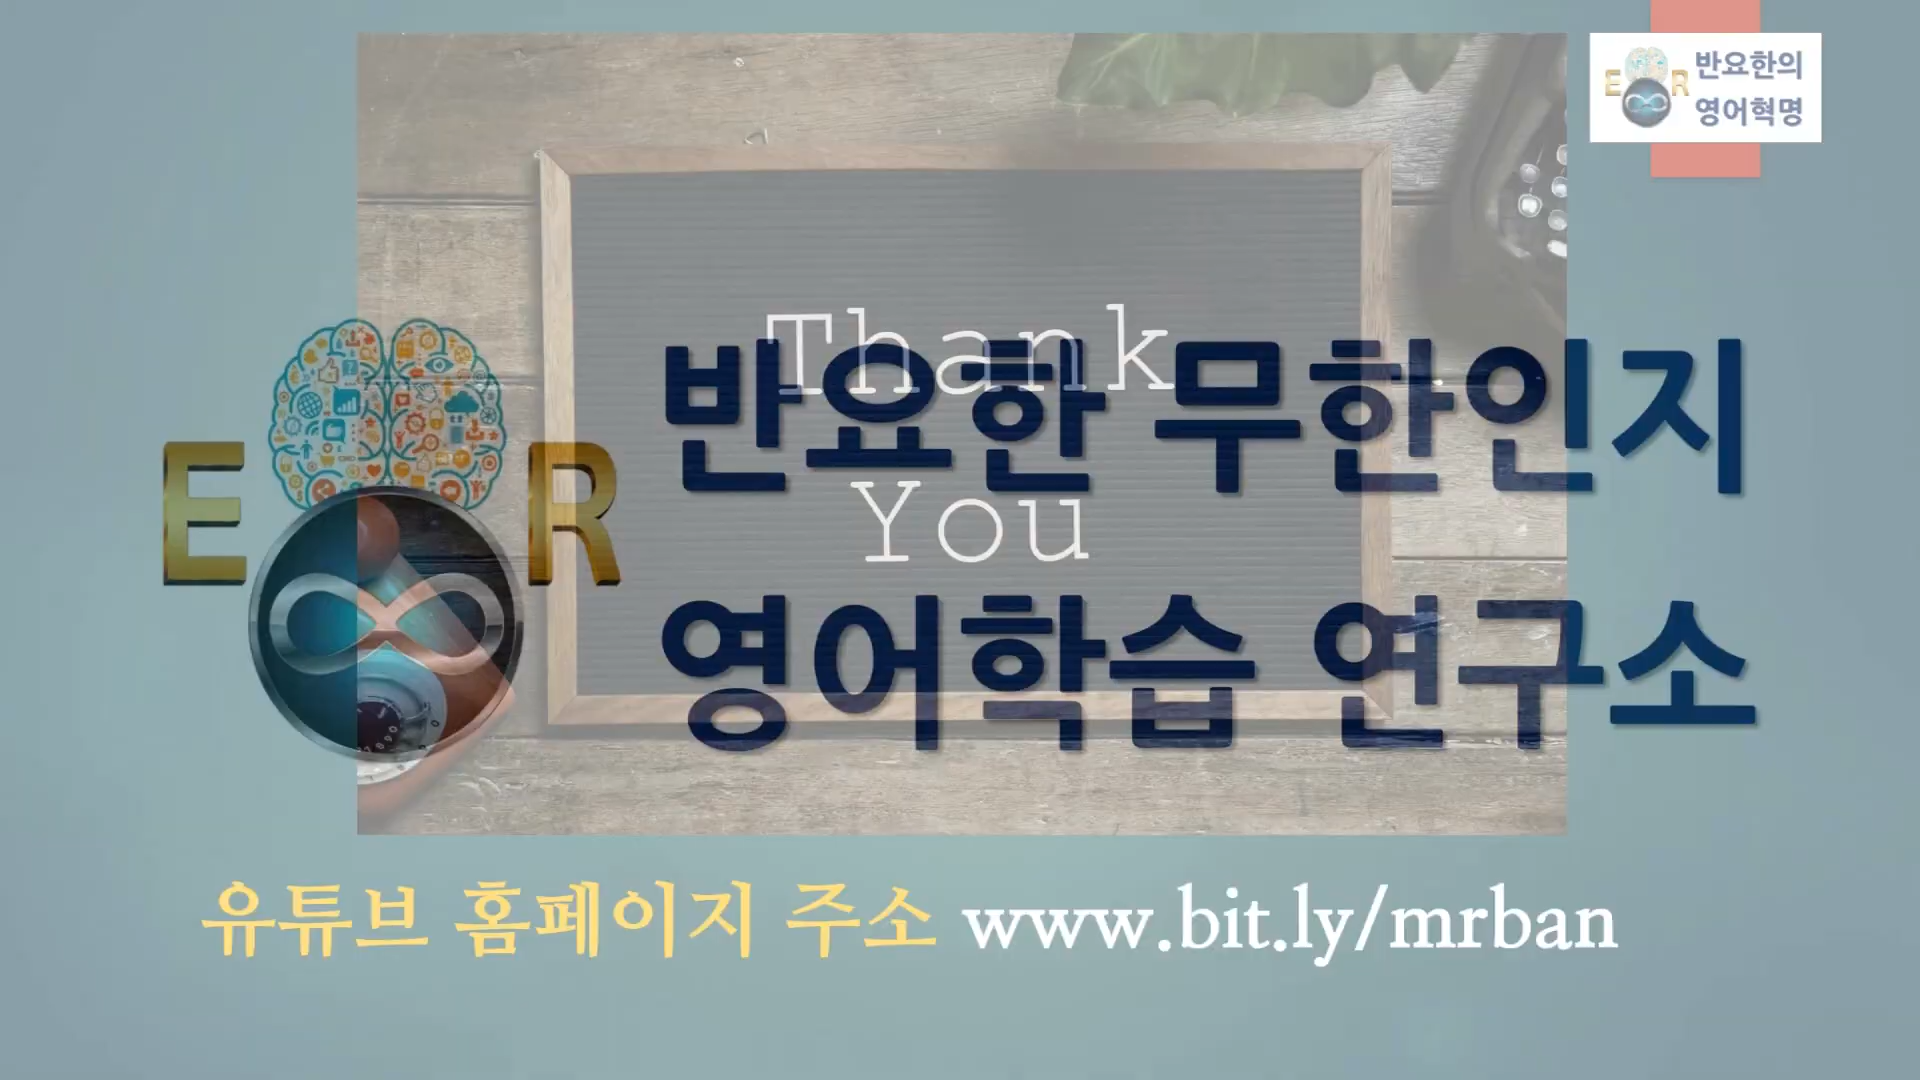 반요한의
영어혁명
E R
Thank
You
E R
반요한 무한인지
영어학습 연구소
유튜브 홈페이지 주소 www.bit.ly/mrban